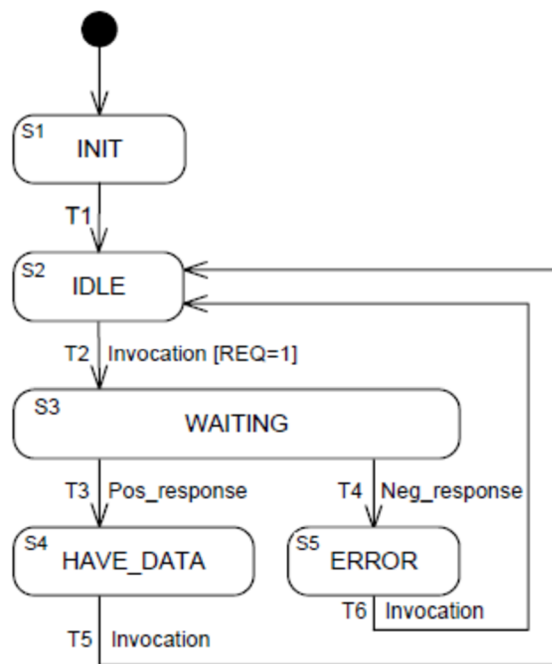 S1
INIT
T1
S2
IDLE
T2 Invocation [REQ=1]
S3
WAITING
T3 Pos_response
T4 Neg_response
S4
HAVE_DATA
S5
ERROR
T6 Invocation
T5 Invocation